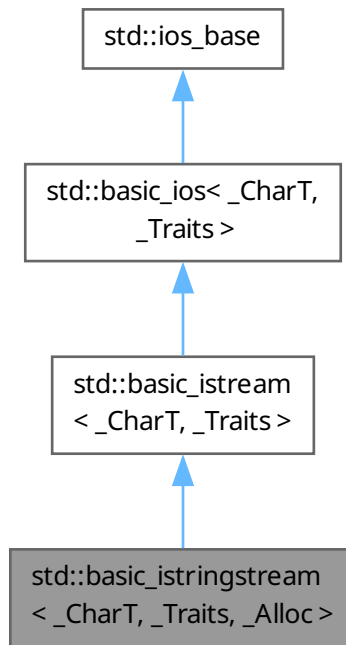 std::ios_base
std::basic_ios< _CharT,
_Traits >
std::basic_istream
< _CharT, _Traits >
std::basic_istringstream
< _CharT, _Traits, _Alloc >